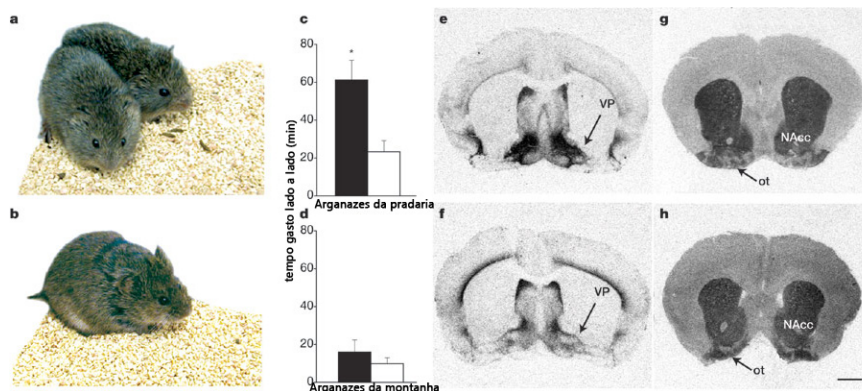 a
b
c
tempo gasto lado a lado (min)
80
60
40
20
0
*
Arganazes da pradaria
d
80
60
40
20
0
Arganazes da montanha
e
VP
f
VP
g
NAcc
ot
h
NAcc
ot